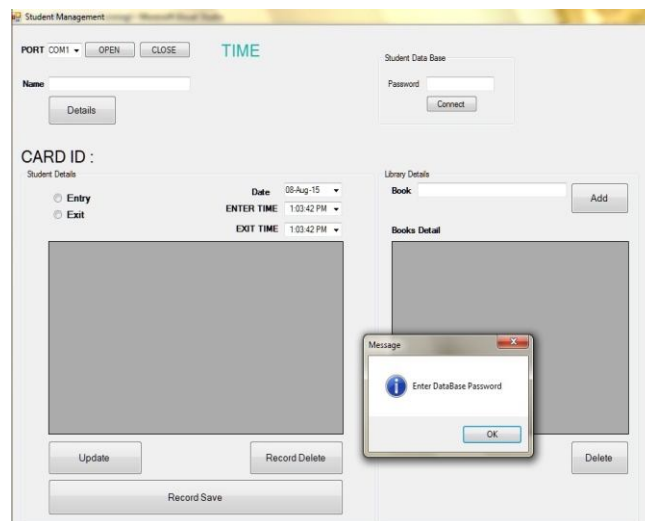 Student Management
PORT COM1 OPEN CLOSE TIME
Student Data Base
Name
Password
Details
Connect
CARD ID :
Student Details
Library Details
Entry
Exit
Date 08-Aug-15
ENTER TIME 1:03:42 PM
EXIT TIME 1:03:42 PM
Book
Add
Books Detail
Message
Enter DataBase Password
OK
Update
Record Delete
Delete
Record Save